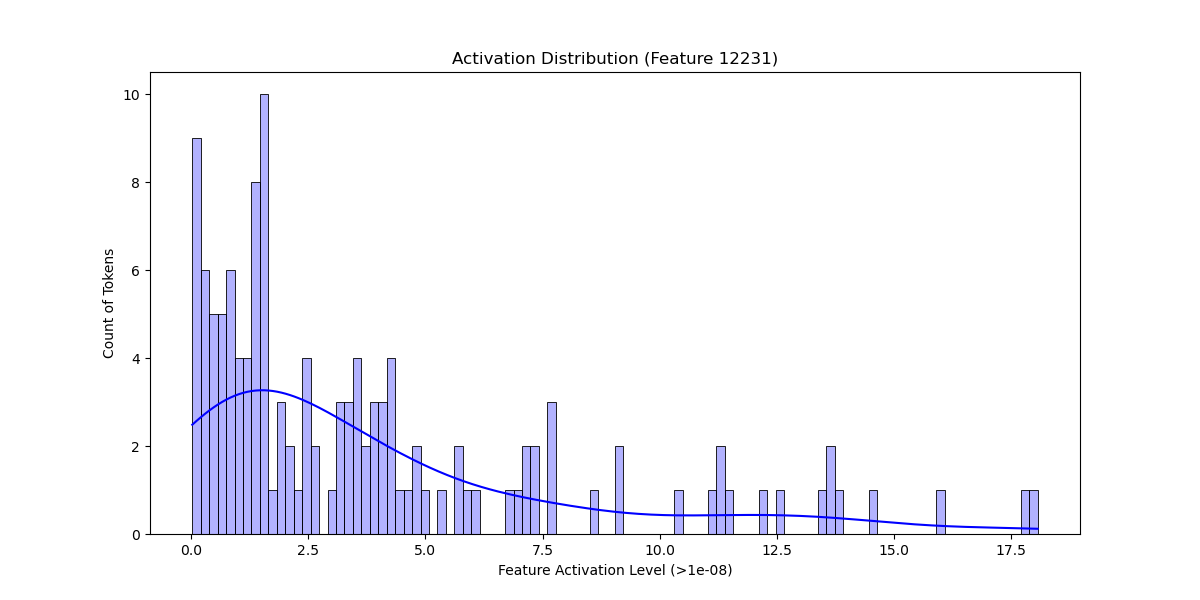 Activation Distribution (Feature 12231)
10
8
6
4
2
0
Count of Tokens
0.0 2.5 5.0 7.5 10.0 12.5 15.0 17.5
Feature Activation Level (>1e-08)